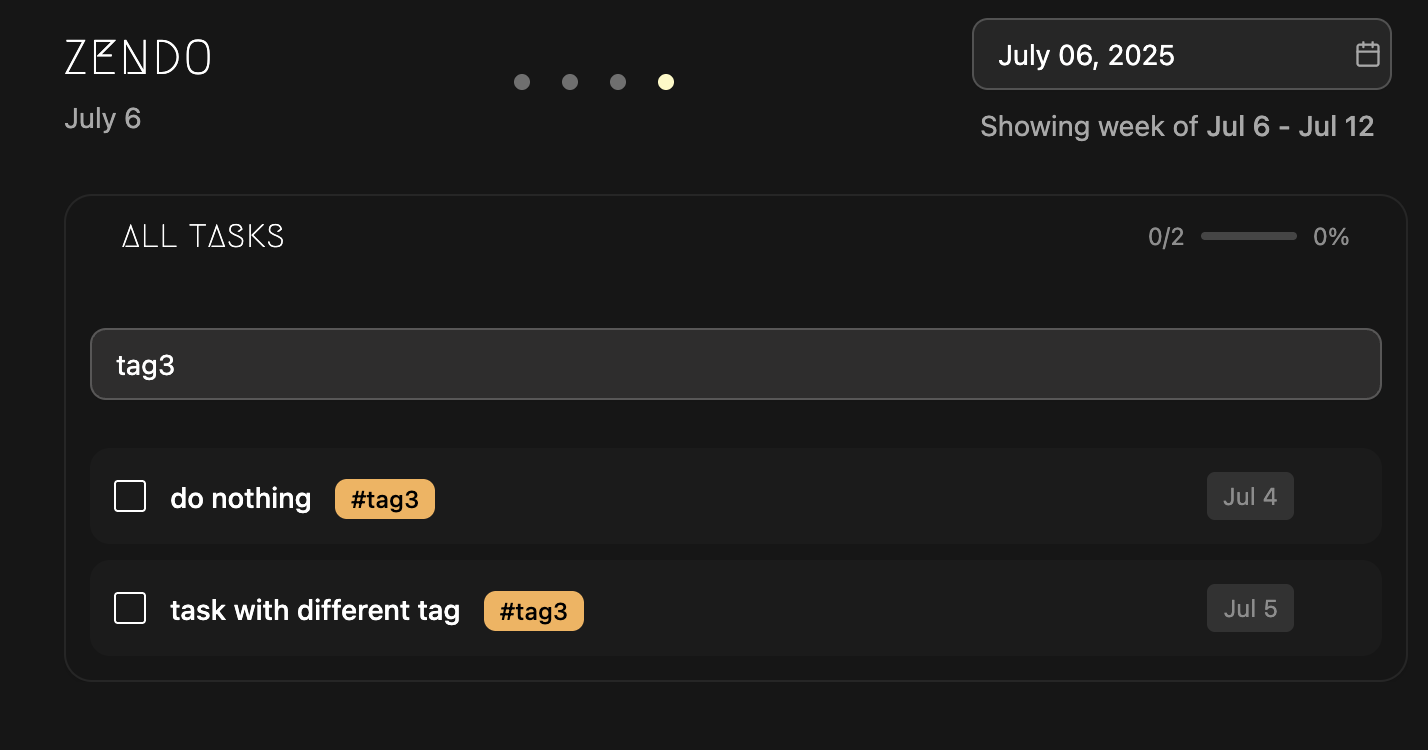 ZENDO
July 6
July 06, 2025
Showing week of Jul 6 - Jul 12
ALL TASKS
0/2 0%
tag3
do nothing #tag3 Jul 4
task with different tag #tag3 Jul 5